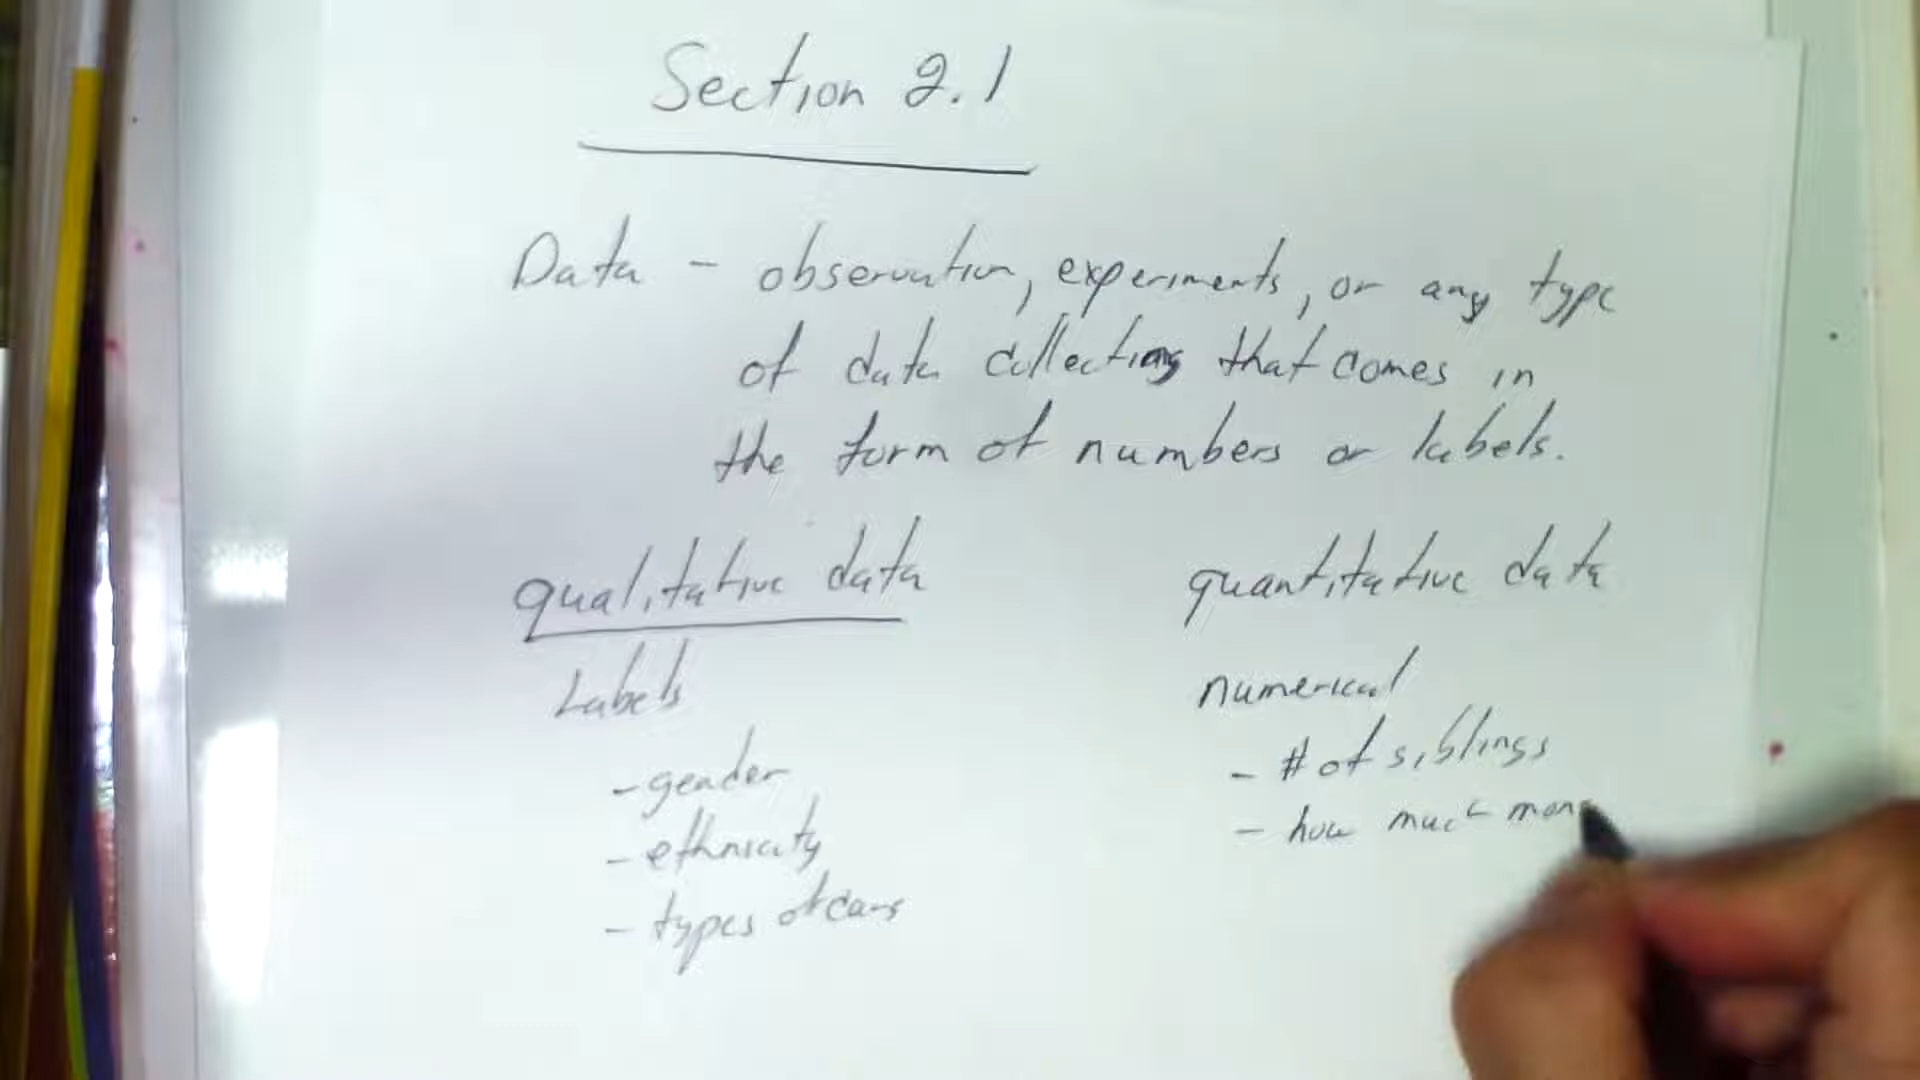 Section 2.1
Data - observation, experiments, or any type
of data collecting that comes in
the form of numbers or labels.
qualitative data
Labels
- gender
- ethnicity
- types of cars
quantitative data
numerical
- # of siblings
- how much mon